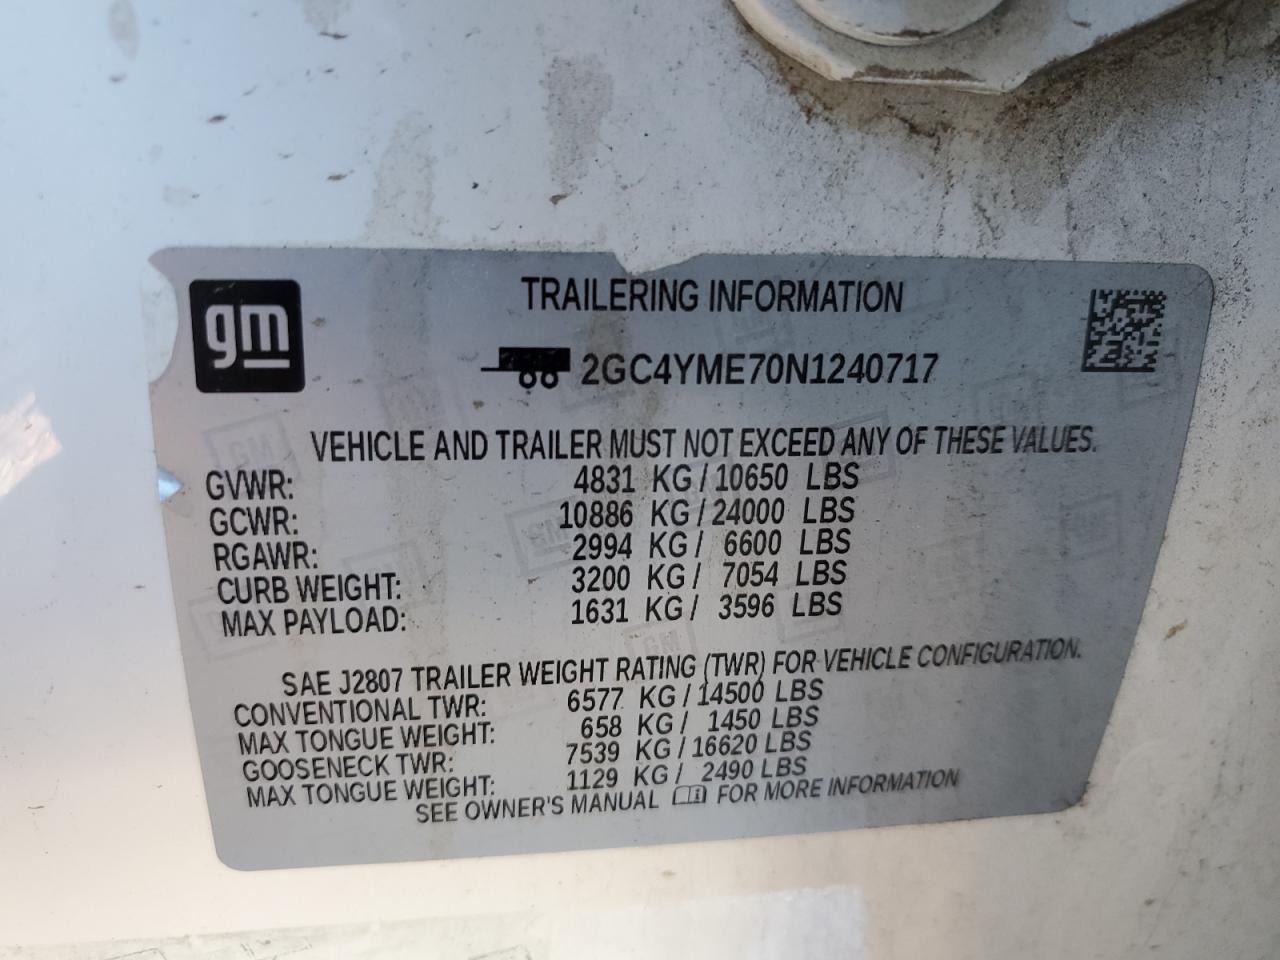 gm
TRAILERING INFORMATION
2GC4YME70N1240717
VEHICLE AND TRAILER MUST NOT EXCEED ANY OF THESE VALUES.
GVWR: 4831 KG / 10650 LBS
GCWR: 10886 KG / 24000 LBS
RGAWR: 2994 KG / 6600 LBS
CURB WEIGHT: 3200 KG / 7054 LBS
MAX PAYLOAD: 1631 KG / 3596 LBS
SAE J2807 TRAILER WEIGHT RATING (TWR) FOR VEHICLE CONFIGURATION.
CONVENTIONAL TWR: 6577 KG / 14500 LBS
MAX TONGUE WEIGHT: 658 KG / 1450 LBS
GOOSENECK TWR: 7539 KG / 16620 LBS
MAX TONGUE WEIGHT: 1129 KG / 2490 LBS
SEE OWNER'S MANUAL FOR MORE INFORMATION